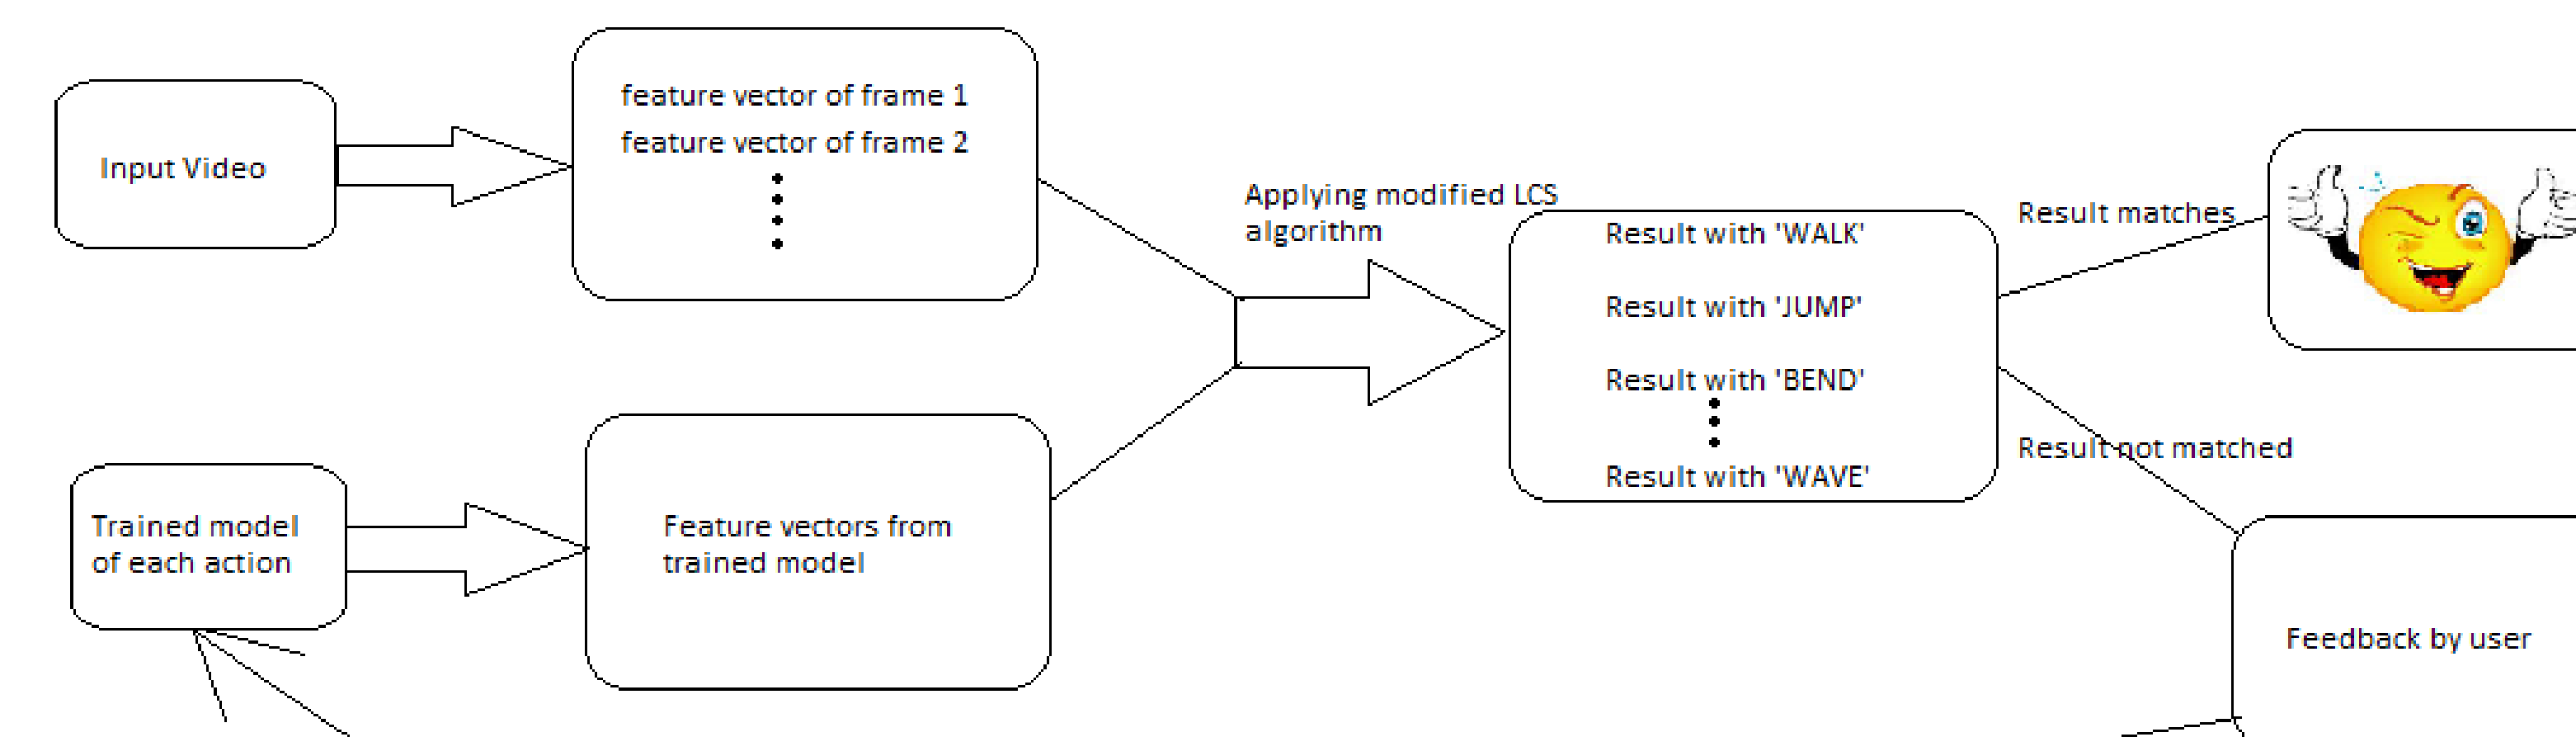 Input Video
feature vector of frame 1
feature vector of frame 2
Applying modified LCS
algorithm
Result with 'WALK'
Result with 'JUMP'
Result with 'BEND'
Result with 'WAVE'
Result matches
Result not matched
Trained model
of each action
Feature vectors from
trained model
Feedback by user